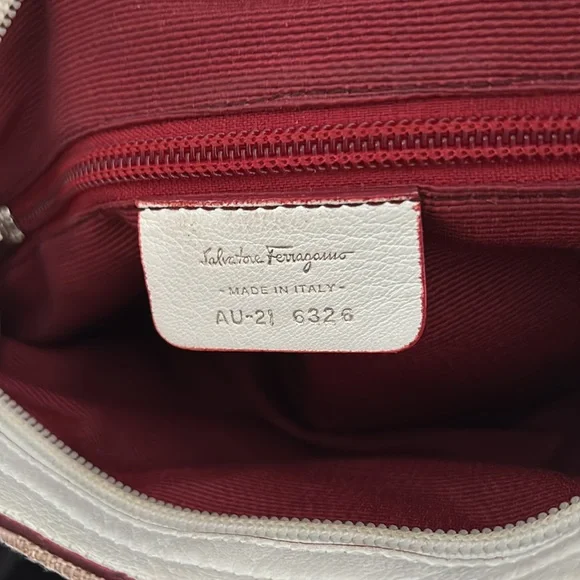 Salvatore Ferragamo
-MADE IN ITALY-
AU-21 6326